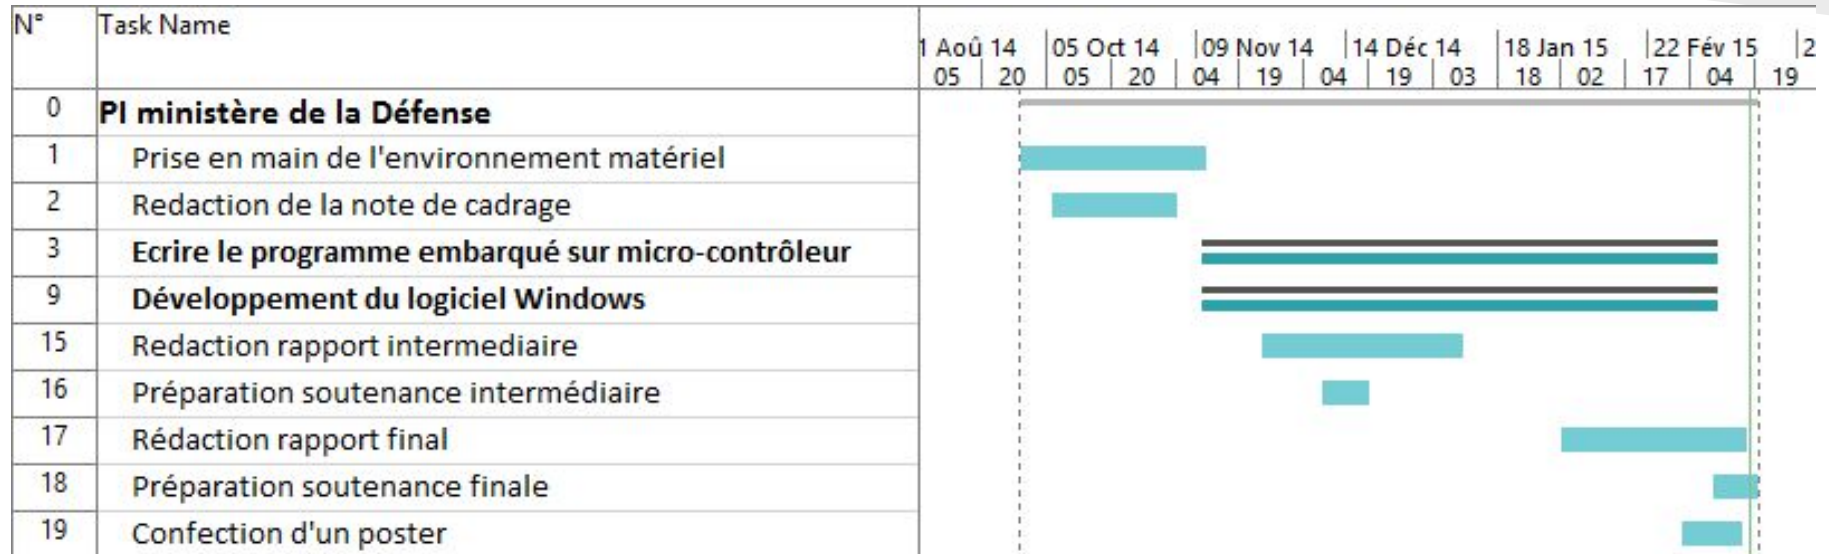 N° Task Name
1 Aoû 14 05 Oct 14 09 Nov 14 14 Déc 14 18 Jan 15 22 Fév 15 2
05 20 05 20 04 19 04 19 03 18 02 17 04 19
0 PI ministère de la Défense
1 Prise en main de l'environnement matériel
2 Redaction de la note de cadrage
3 Ecrire le programme embarqué sur micro-contrôleur
9 Développement du logiciel Windows
15 Redaction rapport intermediaire
16 Préparation soutenance intermédiaire
17 Rédaction rapport final
18 Préparation soutenance finale
19 Confection d'un poster